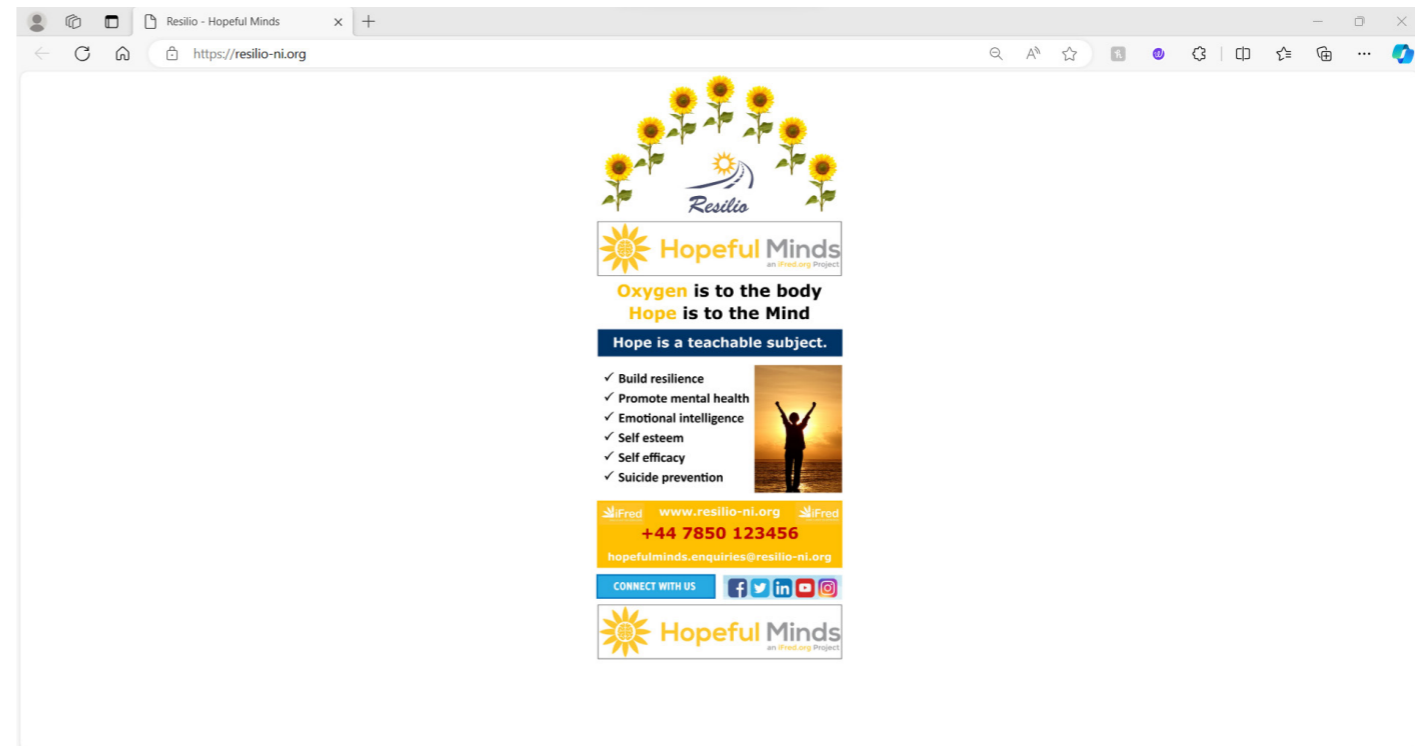 Resilio - Hopeful Minds
https://resilio-ni.org
Resilio
Hopeful Minds
an iFred.org Project
Oxygen is to the body
Hope is to the Mind
Hope is a teachable subject.
✓ Build resilience
✓ Promote mental health
✓ Emotional intelligence
✓ Self esteem
✓ Self efficacy
✓ Suicide prevention
iFred www.resilio-ni.org iFred
+44 7850 123456
hopefulminds.enquiries@resilio-ni.org
CONNECT WITH US
Hopeful Minds
an iFred.org Project